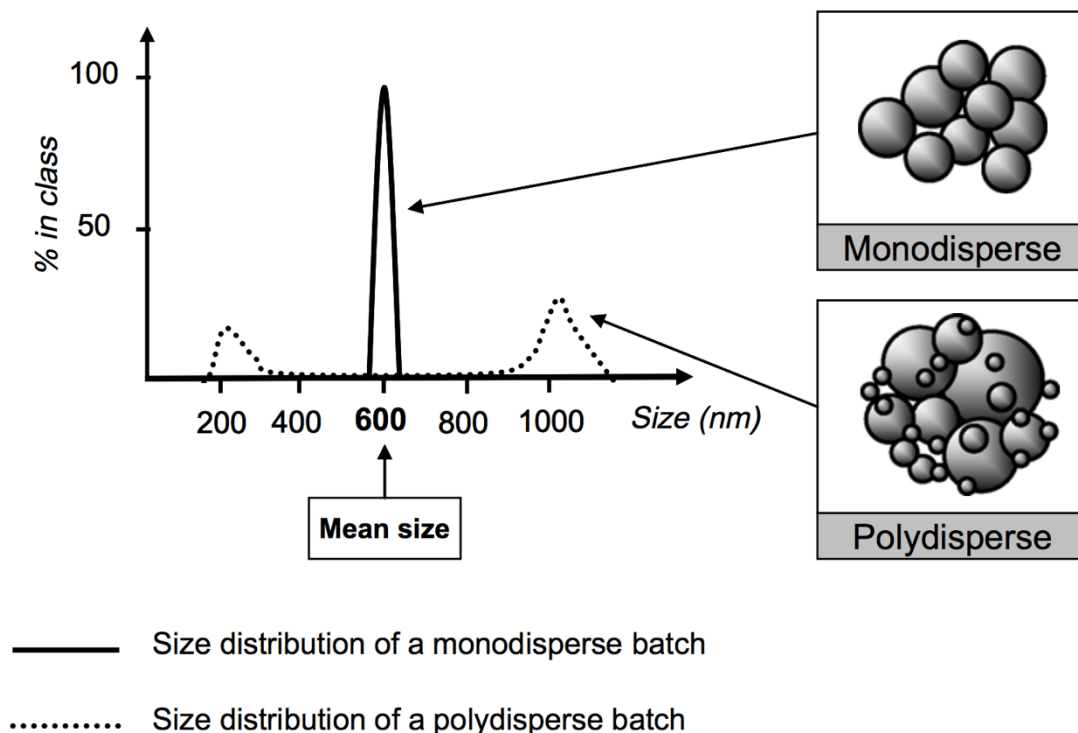 100
50
% in class
200
400
600
800
1000
Size (nm)
Mean size
Monodisperse
Polydisperse
Size distribution of a monodisperse batch
Size distribution of a polydisperse batch